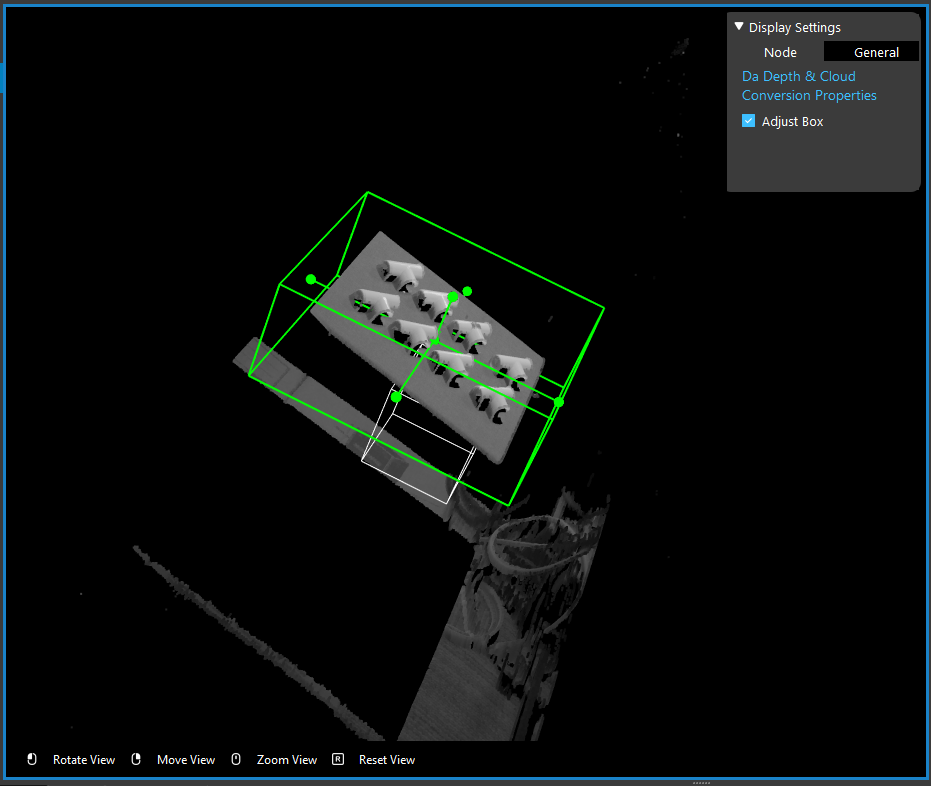 Display Settings
Node General
Da Depth & Cloud
Conversion Properties
Adjust Box
Rotate View Move View Zoom View R Reset View